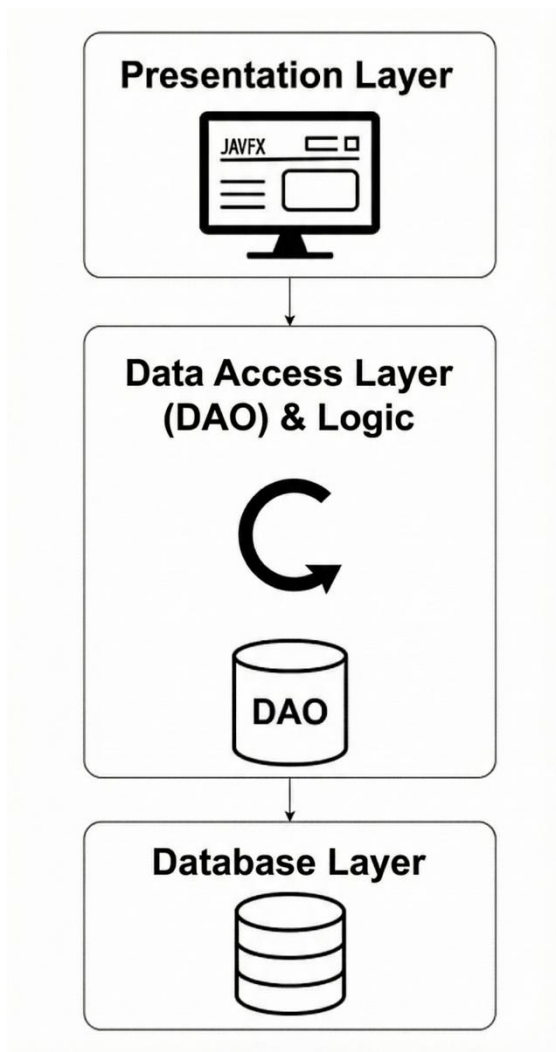 Presentation Layer
JAVFX
Data Access Layer
(DAO) & Logic
DAO
Database Layer